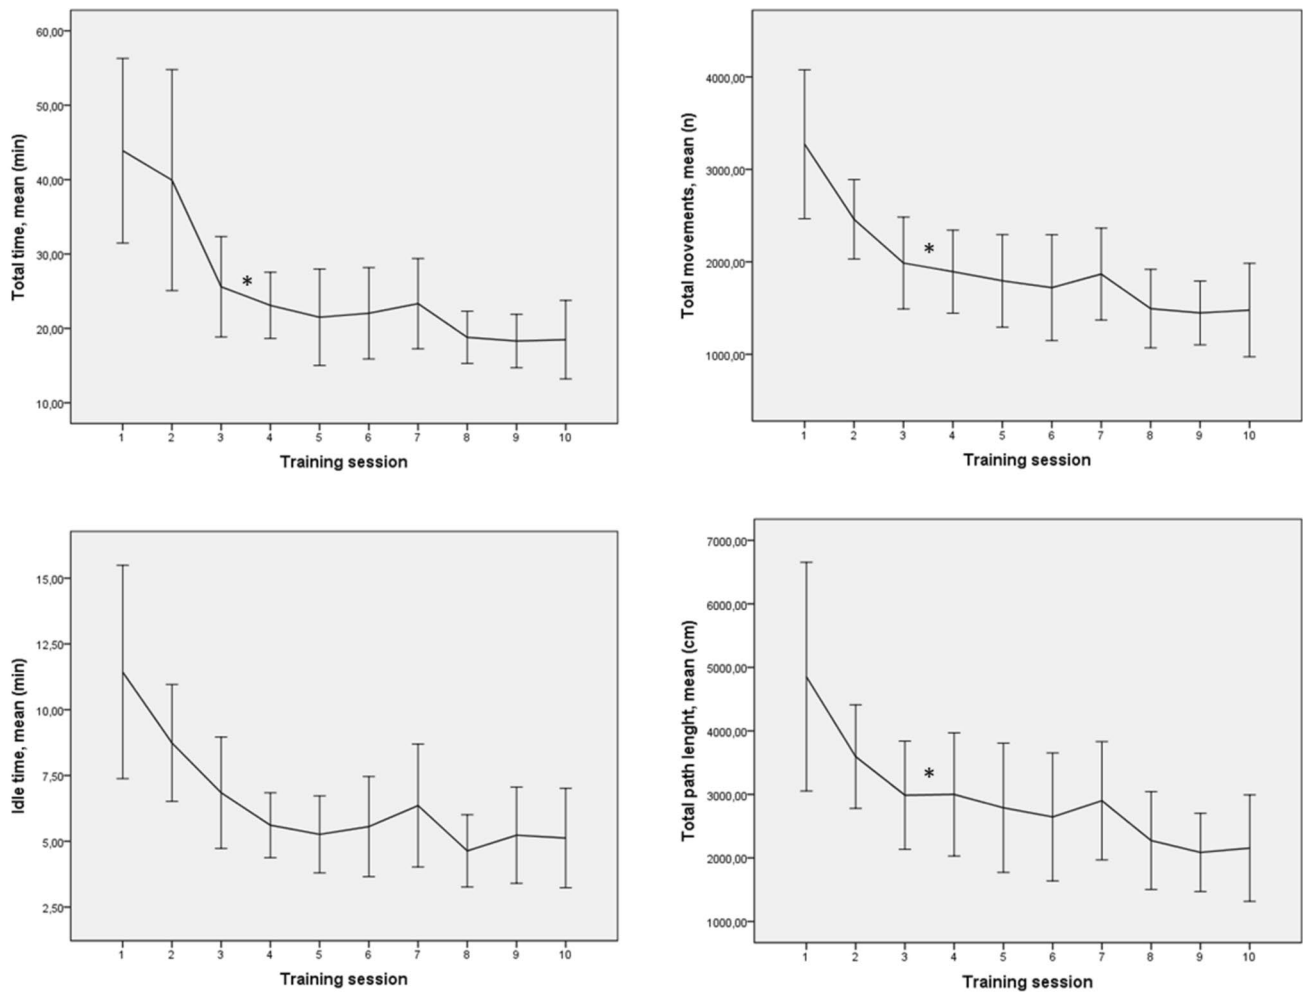 60,00
50,00
40,00
30,00
20,00
10,00
Total time, mean (min)
*
1 2 3 4 5 6 7 8 9 10
Training session
4000,00
3000,00
2000,00
1000,00
Total movements, mean (n)
*
1 2 3 4 5 6 7 8 9 10
Training session
15,00
12,50
10,00
7,50
5,00
2,50
Idle time, mean (min)
1 2 3 4 5 6 7 8 9 10
Training session
7000,00
6000,00
5000,00
4000,00
3000,00
2000,00
1000,00
Total path lenght, mean (cm)
*
1 2 3 4 5 6 7 8 9 10
Training session